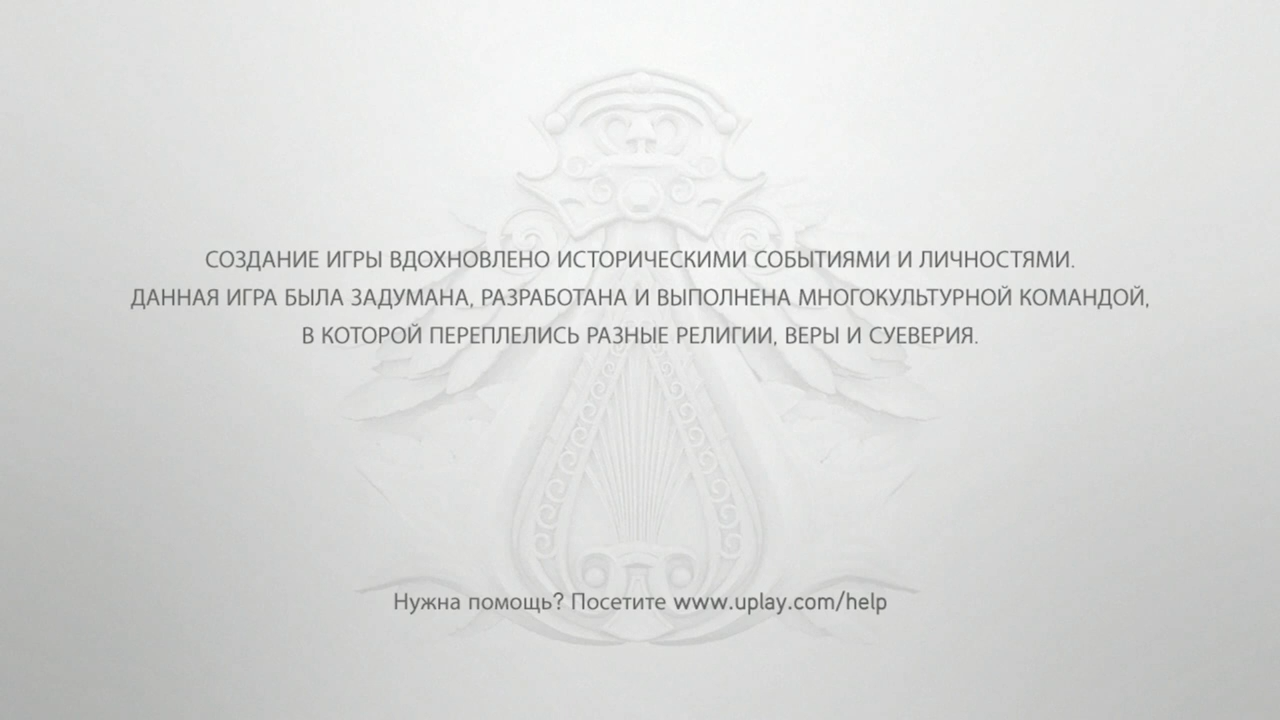 СОЗДАНИЕ ИГРЫ ВДОХНОВЛЕНО ИСТОРИЧЕСКИМИ СОБЫТИЯМИ И ЛИЧНОСТЯМИ.
ДАННАЯ ИГРА БЫЛА ЗАДУМАНА, РАЗРАБОТАНА И ВЫПОЛНЕНА МНОГОКУЛЬТУРНОЙ КОМАНДОЙ,
В КОТОРОЙ ПЕРЕПЛЕЛИСЬ РАЗНЫЕ РЕЛИГИИ, ВЕРЫ И СУЕВЕРИЯ.
Нужна помощь? Посетите www.uplay.com/help